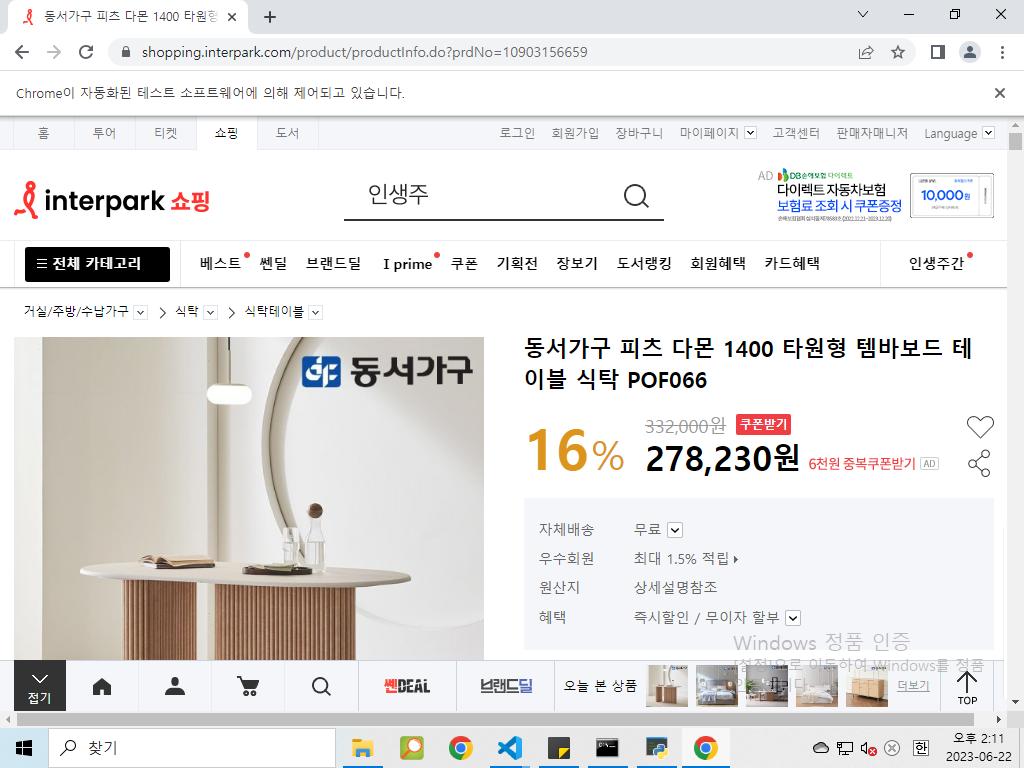 동서가구 피츠 다몬 1400 타원형
shopping.interpark.com/product/productInfo.do?prdNo=10903156659
Chrome이 자동화된 테스트 소프트웨어에 의해 제어되고 있습니다.
홈 투어 티켓 쇼핑 도서 로그인 회원가입 장바구니 마이페이지 고객센터 판매자매니저 Language
interpark 쇼핑 인생주
AD DB손해보험 다이렉트
다이렉트 자동차보험
보험료 조회 시 쿠폰증정
10,000원
전체 카테고리 베스트 쎈딜 브랜드딜 I prime 쿠폰 기획전 장보기 도서랭킹 회원혜택 카드혜택 인생주간
거실/주방/수납가구 식탁 식탁테이블
동서가구
동서가구 피츠 다몬 1400 타원형 템바보드 테
이블 식탁 POF066
16% 332,000원 쿠폰받기
278,230원 6천원 중복쿠폰받기 AD
자체배송 무료
우수회원 최대 1.5% 적립
원산지 상세설명참조
혜택 즉시할인 / 무이자 할부
Windows 정품 인증
[설정]으로 이동하여 Windows를 정품
접기 쎈DEAL 브랜드딜 오늘 본 상품 더보기 TOP
찾기
오후 2:11
한
2023-06-22